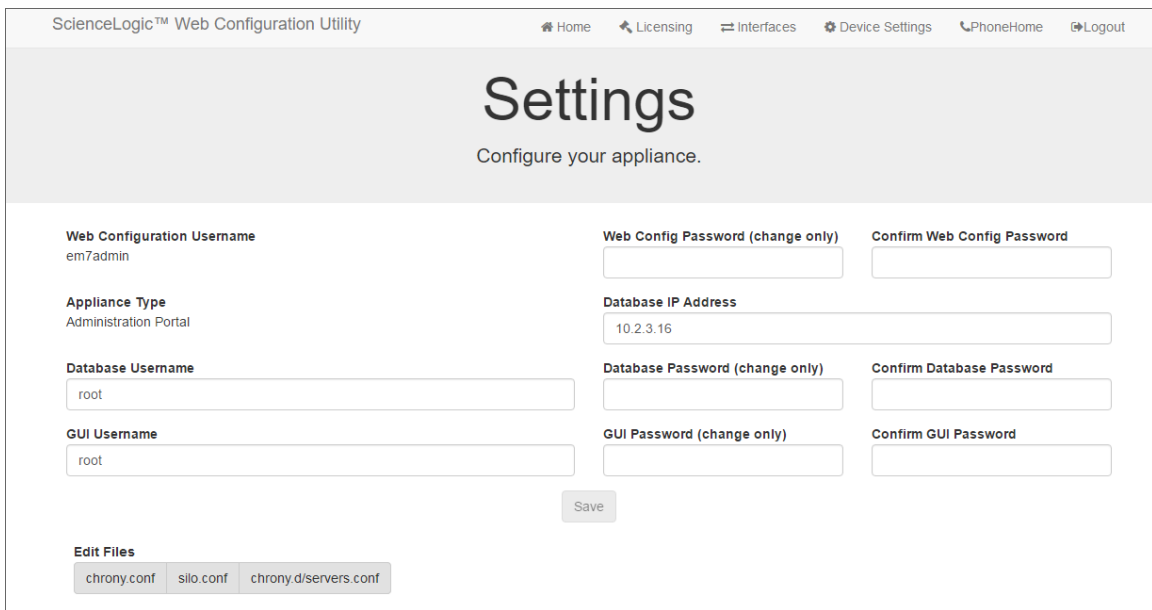 ScienceLogic™ Web Configuration Utility
Home Licensing Interfaces Device Settings PhoneHome Logout
Settings
Configure your appliance.
Web Configuration Username
em7admin
Web Config Password (change only)
Confirm Web Config Password
Appliance Type
Administration Portal
Database IP Address
10.2.3.16
Database Username
root
Database Password (change only)
Confirm Database Password
GUI Username
root
GUI Password (change only)
Confirm GUI Password
Save
Edit Files
chrony.conf silo.conf chrony.d/servers.conf